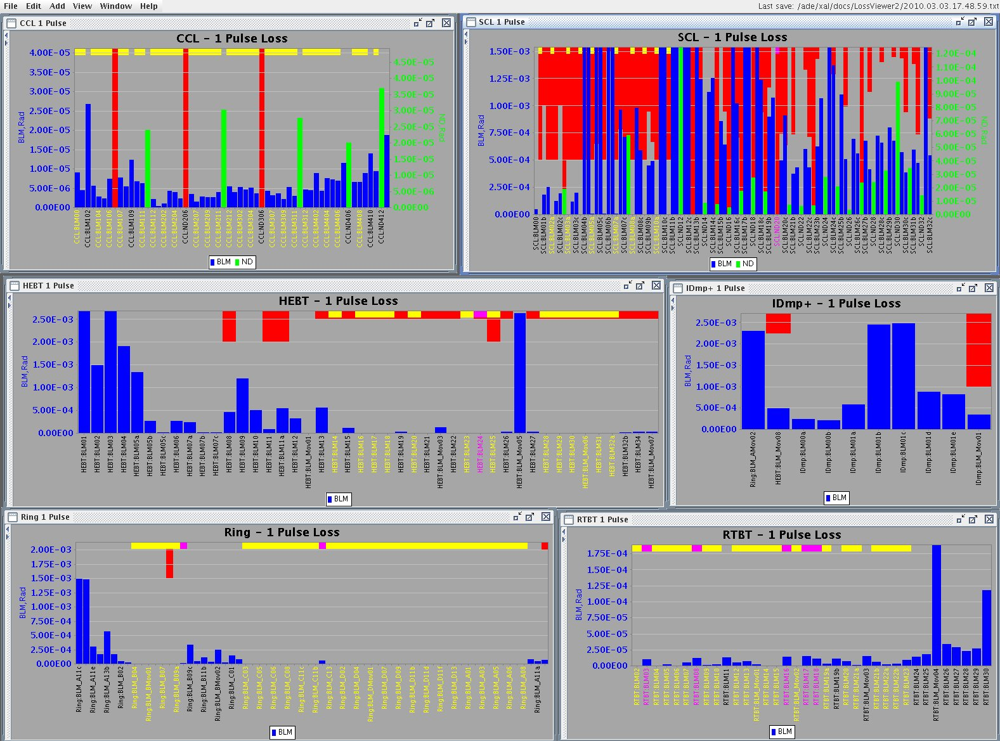 File Edit Add View Window Help
Last save: /ade/xal/docs/LossViewer2/2010.03.03.17.48.59.txt
CCL 1 Pulse
CCL - 1 Pulse Loss
4.00E-05
3.50E-05
3.00E-05
2.50E-05
2.00E-05
1.50E-05
1.00E-05
5.00E-06
0.00E00
BLM,Rad
4.50E-05
4.00E-05
3.50E-05
3.00E-05
2.50E-05
2.00E-05
1.50E-05
1.00E-05
5.00E-06
0.00E00
ND,Rad
CCL:BLM00
CCL:BLM102
CCL:BLM104
CCL:BLM106
CCL:BLM107
CCL:BLM109
CCL:BLM111
CCL:BLM112
CCL:BLM202
CCL:BLM204
CCL:ND206
CCL:BLM207
CCL:BLM209
CCL:BLM211
CCL:BLM212
CCL:BLM302
CCL:BLM304
CCL:ND306
CCL:BLM307
CCL:BLM309
CCL:BLM311
CCL:BLM312
CCL:BLM402
CCL:BLM404
CCL:BLM406
CCL:ND406
CCL:BLM408
CCL:BLM410
CCL:ND412
BLM ND
SCL 1 Pulse
SCL - 1 Pulse Loss
1.50E-03
1.25E-03
1.00E-03
7.50E-04
5.00E-04
2.50E-04
0.00E00
BLM,Rad
1.20E-04
1.10E-04
1.00E-04
9.00E-05
8.00E-05
7.00E-05
6.00E-05
5.00E-05
4.00E-05
3.00E-05
2.00E-05
1.00E-05
0.00E00
ND,Rad
SCL:BLM00
SCL:BLM01b
SCL:BLM02a
SCL:BLM02c
SCL:BLM03a
SCL:BLM03c
SCL:BLM04b
SCL:BLM05a
SCL:BLM05c
SCL:BLM06b
SCL:BLM07a
SCL:BLM07c
SCL:BLM08a
SCL:BLM08c
SCL:BLM09b
SCL:BLM10a
SCL:BLM10c
SCL:BLM11b
SCL:ND12
SCL:BLM12c
SCL:BLM13c
SCL:ND14
SCL:BLM14c
SCL:BLM15b
SCL:ND16
SCL:BLM16c
SCL:BLM17b
SCL:ND18
SCL:BLM18c
SCL:BLM19b
SCL:ND20
SCL:BLM20c
SCL:BLM21b
SCL:ND22
SCL:BLM22c
SCL:BLM23a
SCL:ND24
SCL:BLM24c
SCL:BLM25b
SCL:ND26
SCL:BLM26c
SCL:BLM27b
SCL:ND28
SCL:BLM28c
SCL:BLM29b
SCL:ND30
SCL:BLM30c
SCL:BLM31b
SCL:ND32
SCL:BLM32c
BLM ND
HEBT 1 Pulse
HEBT - 1 Pulse Loss
2.50E-03
2.00E-03
1.50E-03
1.00E-03
5.00E-04
0.00E00
BLM,Rad
HEBT:BLM01
HEBT:BLM02
HEBT:BLM03
HEBT:BLM04
HEBT:BLM05a
HEBT:BLM05b
HEBT:BLM05c
HEBT:BLM06
HEBT:BLM07a
HEBT:BLM07b
HEBT:BLM07c
HEBT:BLM08
HEBT:BLM09
HEBT:BLM10
HEBT:BLM11
HEBT:BLM11a
HEBT:BLM12
HEBT:BLM_Mov01
HEBT:BLM13
HEBT:BLM14
HEBT:BLM15
HEBT:BLM16
HEBT:BLM17
HEBT:BLM18
HEBT:BLM19
HEBT:BLM20
HEBT:BLM21
HEBT:BLM_Mov03
HEBT:BLM22
HEBT:BLM23
HEBT:BLM24
HEBT:BLM25
HEBT:BLM26
HEBT:BLM_Mov05
HEBT:BLM27
HEBT:BLM28
HEBT:BLM29
HEBT:BLM30
HEBT:BLM_Mov06
HEBT:BLM31
HEBT:BLM32a
HEBT:BLM32b
HEBT:BLM34
HEBT:BLM_Mov07
BLM
IDmp+ 1 Pulse
IDmp+ - 1 Pulse Loss
2.50E-03
2.00E-03
1.50E-03
1.00E-03
5.00E-04
0.00E00
BLM,Rad
Ring:BLM_AMov02
HEBT:BLM_Mov08
IDmp:BLM00a
IDmp:BLM00b
IDmp:BLM01a
IDmp:BLM01b
IDmp:BLM01c
IDmp:BLM01d
IDmp:BLM01e
IDmp:BLM_Mov01
BLM
Ring 1 Pulse
Ring - 1 Pulse Loss
2.00E-03
1.75E-03
1.50E-03
1.25E-03
1.00E-03
7.50E-04
5.00E-04
2.50E-04
0.00E00
BLM,Rad
Ring:BLM_A11c
Ring:BLM_A11e
Ring:BLM_A13b
Ring:BLM_B02
Ring:BLM_B04
Ring:BLM_BMov01
Ring:BLM_B07
Ring:BLM_B09a
Ring:BLM_B09c
Ring:BLM_B11b
Ring:BLM_BMov02
Ring:BLM_C01
Ring:BLM_C03
Ring:BLM_C05
Ring:BLM_C06
Ring:BLM_C08
Ring:BLM_C11c
Ring:BLM_C11b
Ring:BLM_C13
Ring:BLM_D02
Ring:BLM_D04
Ring:BLM_DMov01
Ring:BLM_D07
Ring:BLM_D09
Ring:BLM_D11b
Ring:BLM_D11d
Ring:BLM_D11f
Ring:BLM_D13
Ring:BLM_A01
Ring:BLM_A03
Ring:BLM_A05
Ring:BLM_A06
Ring:BLM_A08
Ring:BLM_A11a
BLM
RTBT 1 Pulse
RTBT - 1 Pulse Loss
1.75E-04
1.50E-04
1.25E-04
1.00E-04
7.50E-05
5.00E-05
2.50E-05
0.00E00
BLM,Rad
RTBT:BLM02
RTBT:BLM03
RTBT:BLM04
RTBT:BLM05
RTBT:BLM06
RTBT:BLM07
RTBT:BLM08
RTBT:BLM09
RTBT:BLM10
RTBT:BLM11
RTBT:BLM12
RTBT:BLM13
RTBT:BLM_Mov01
RTBT:BLM14
RTBT:BLM15
RTBT:BLM16
RTBT:BLM_Mov02
RTBT:BLM17
RTBT:BLM18
RTBT:BLM19a
RTBT:BLM19b
RTBT:BLM20
RTBT:BLM21a
RTBT:BLM_Mov03
RTBT:BLM21b
RTBT:BLM22a
RTBT:BLM22b
RTBT:BLM23
RTBT:BLM24
RTBT:BLM25
RTBT:BLM_Mov04
RTBT:BLM26
RTBT:BLM27
RTBT:BLM28
RTBT:BLM29
RTBT:BLM30
BLM